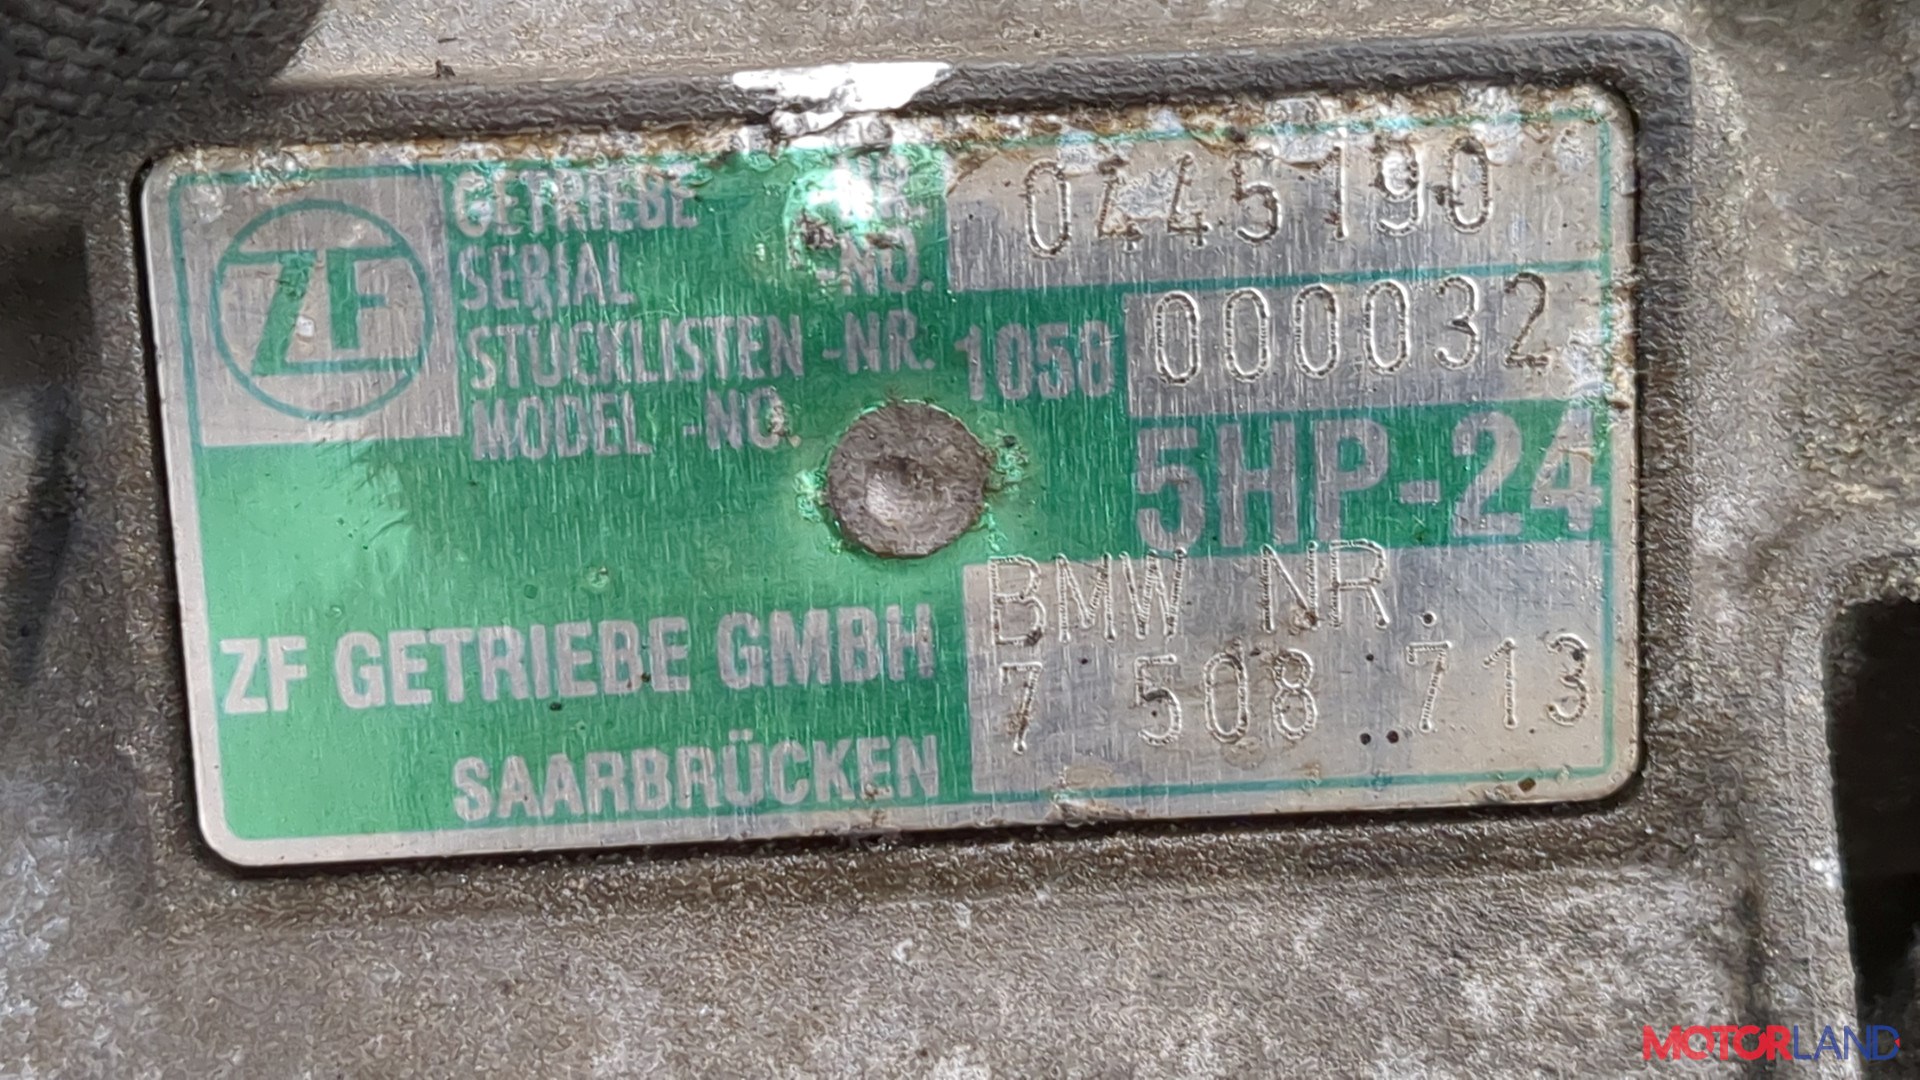 ZF
GETRIEBE -NR. 0445190
SERIAL -NO.
STÜCKLISTEN -NR. 1058 000032
MODEL -NO.
5HP-24
BMW NR.
7 508 713
ZF GETRIEBE GMBH
SAARBRÜCKEN
MOTORLAND